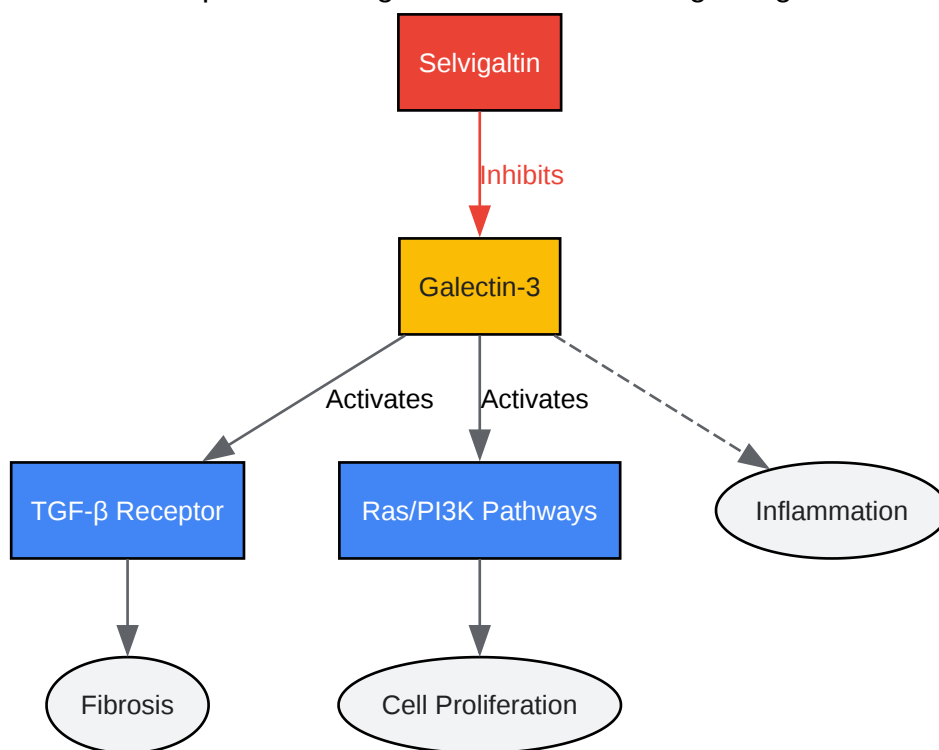 Selvigaltin
Inhibits
Galectin-3
Activates
Activates
TGF-β Receptor
Ras/PI3K Pathways
Inflammation
Fibrosis
Cell Proliferation